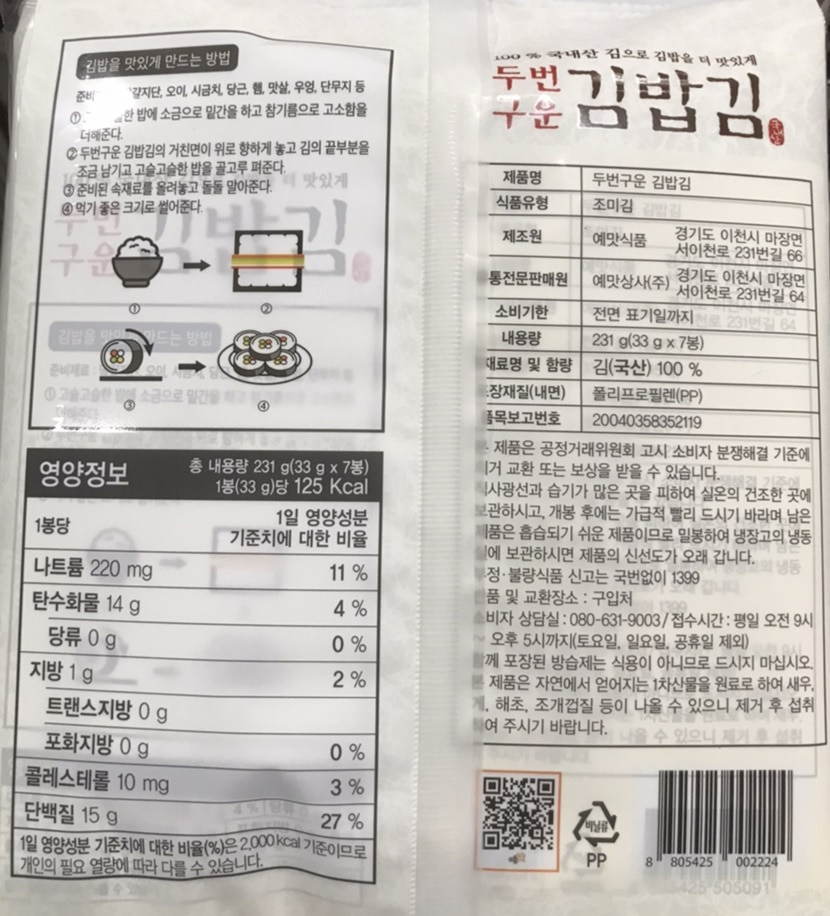 김밥을 맛있게 만드는 방법
갈지단, 오이, 시금치, 당근, 햄, 맛살, 우엉, 단무지 등
① 한 밥에 소금으로 밑간을 하고 참기름으로 고소함을
더해준다.
② 두번구운 김밥김의 거친면이 위로 향하게 놓고 김의 끝부분을
조금 남기고 고슬고슬한 밥을 골고루 펴준다.
③ 준비된 속재료를 올려놓고 돌돌 말아준다.
④ 먹기 좋은 크기로 썰어준다.
① ②
③ ④
영양정보
총 내용량 231 g(33 g x 7봉)
1봉(33 g)당 125 Kcal
1봉당
1일 영양성분
기준치에 대한 비율
나트륨 220 mg 11 %
탄수화물 14 g 4 %
당류 0 g 0 %
지방 1 g 2 %
트랜스지방 0 g
포화지방 0 g 0 %
콜레스테롤 10 mg 3 %
단백질 15 g 27 %
1일 영양성분 기준치에 대한 비율(%)은 2,000 kcal 기준이므로
개인의 필요 열량에 따라 다를 수 있습니다.
100 % 국내산 김으로 김밥을 더 맛있게
두번
구운
김밥김
제품명 두번구운 김밥김
식품유형 조미김
제조원 예맛식품 경기도 이천시 마장면
서이천로 231번길 66
통전문판매원 예맛상사(주) 경기도 이천시 마장면
서이천로 231번길 64
소비기한 전면 표기일까지
내용량 231 g(33 g x 7봉)
재료명 및 함량 김(국산) 100 %
장재질(내면) 폴리프로필렌(PP)
품목보고번호 20040358352119
제품은 공정거래위원회 고시 소비자 분쟁해결 기준에
거 교환 또는 보상을 받을 수 있습니다.
사광선과 습기가 많은 곳을 피하여 실온의 건조한 곳에
보관하시고, 개봉 후에는 가급적 빨리 드시기 바라며 남은
제품은 흡습되기 쉬운 제품이므로 밀봉하여 냉장고의 냉동
에 보관하시면 제품의 신선도가 오래 갑니다.
정·불량식품 신고는 국번없이 1399
품 및 교환장소 : 구입처
비자 상담실 : 080-631-9003 / 접수시간 : 평일 오전 9시
~ 오후 5시까지(토요일, 일요일, 공휴일 제외)
께 포장된 방습제는 식용이 아니므로 드시지 마십시오.
제품은 자연에서 얻어지는 1차산물을 원료로 하여 새우,
게, 해초, 조개껍질 등이 나올 수 있으니 제거 후 섭취
여 주시기 바랍니다.
비닐류
PP
8 805425 002224